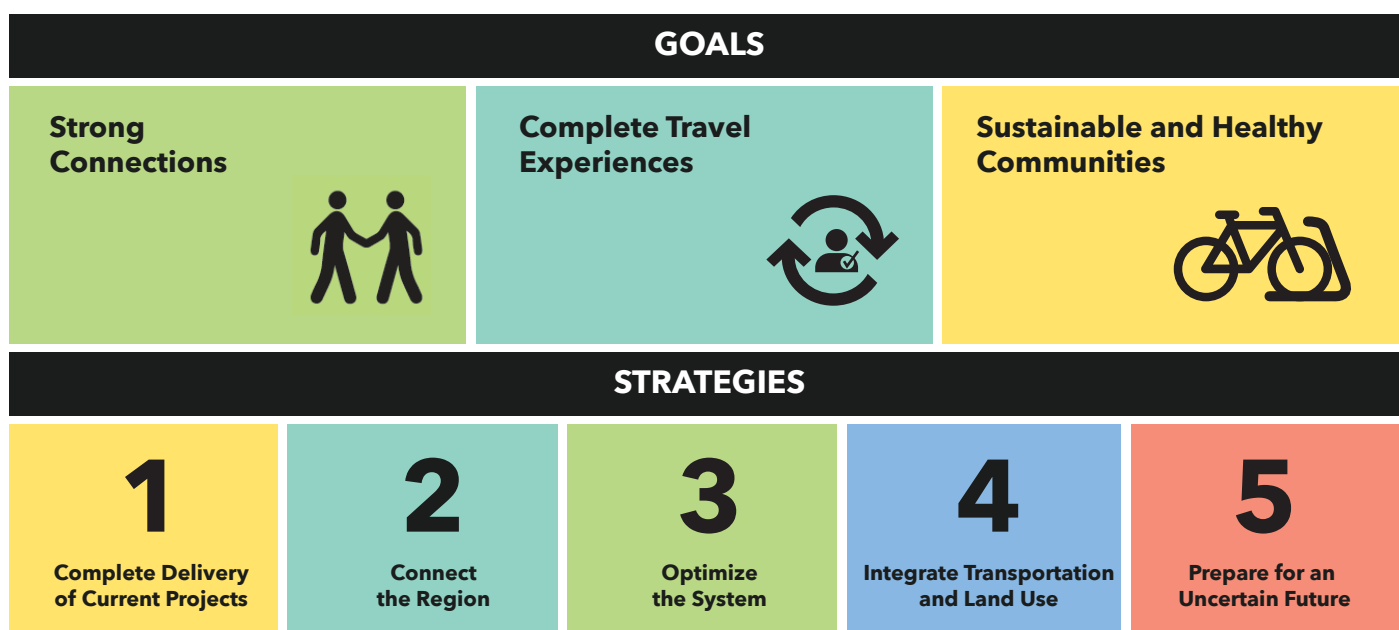 GOALS
Strong
Connections
Complete Travel
Experiences
Sustainable and Healthy
Communities
STRATEGIES
1
Complete Delivery
of Current Projects
2
Connect
the Region
3
Optimize
the System
4
Integrate Transportation
and Land Use
5
Prepare for an
Uncertain Future